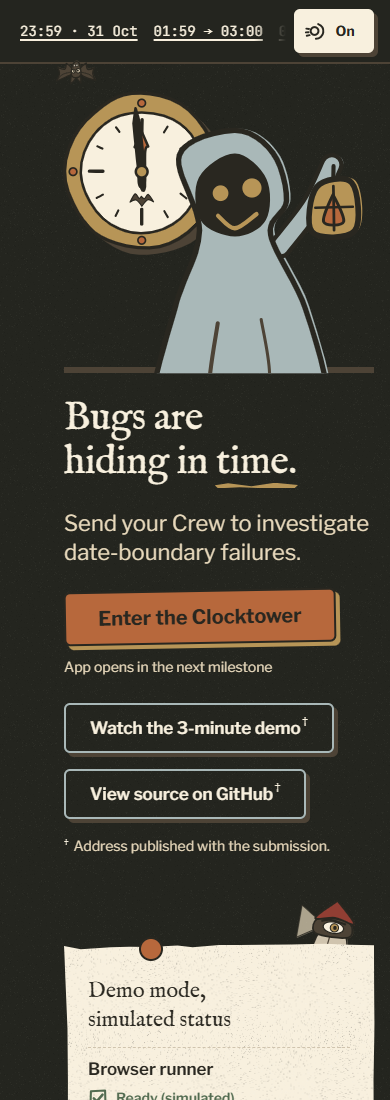 23:59 · 31 Oct 01:59 → 03:00 On
Bugs are
hiding in time.
Send your Crew to investigate
date-boundary failures.
Enter the Clocktower
App opens in the next milestone
Watch the 3-minute demo†
View source on GitHub†
† Address published with the submission.
Demo mode,
simulated status
Browser runner
Ready (simulated)